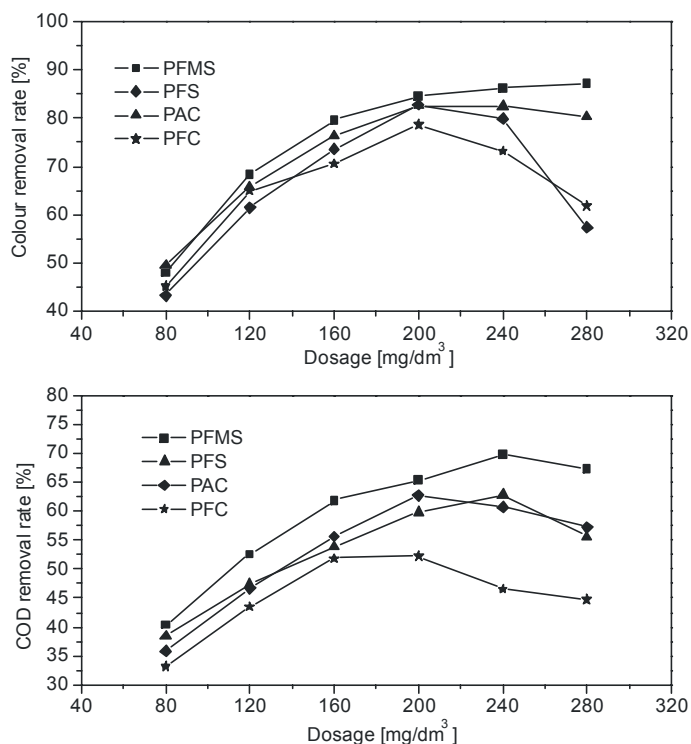 100
90
80
70
60
50
40
Colour removal rate [%]
PFMS
PFS
PAC
PFC
40 80 120 160 200 240 280 320
Dosage [mg/dm³]
80
75
70
65
60
55
50
45
40
35
30
COD removal rate [%]
PFMS
PFS
PAC
PFC
40 80 120 160 200 240 280 320
Dosage [mg/dm³]